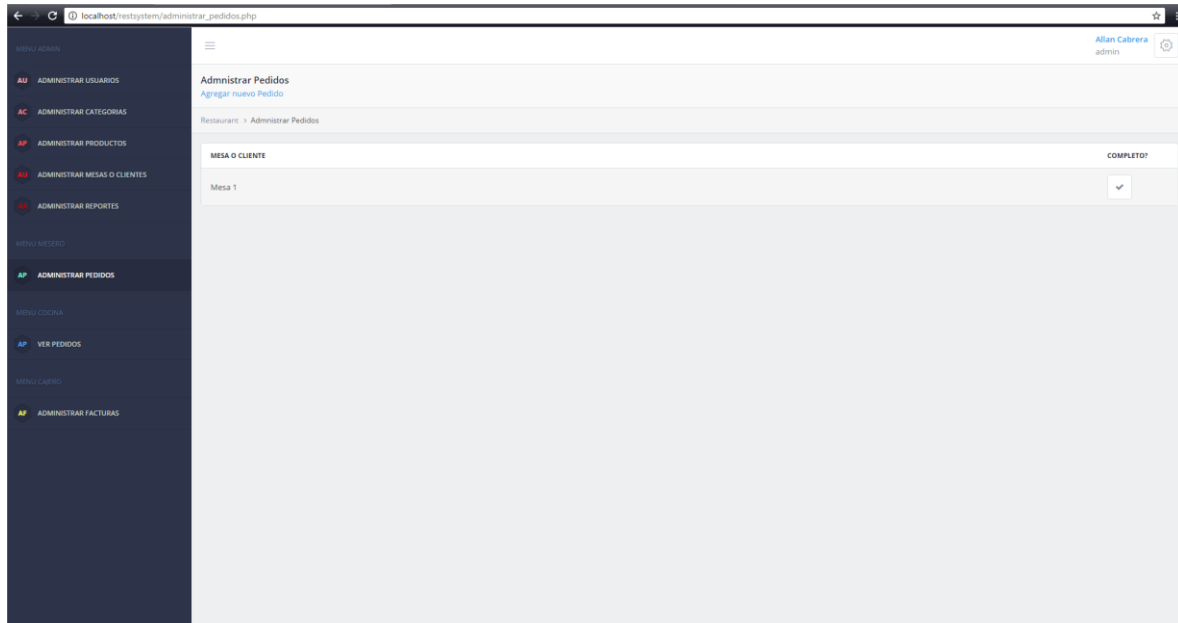 localhost/restsystem/administrar_pedidos.php
MENU ADMIN
AU ADMINISTRAR USUARIOS
AC ADMINISTRAR CATEGORIAS
AP ADMINISTRAR PRODUCTOS
AU ADMINISTRAR MESAS O CLIENTES
ADMINISTRAR REPORTES
MENU MESERO
AP ADMINISTRAR PEDIDOS
MENU COCINA
AP VER PEDIDOS
MENU CAJERO
AF ADMINISTRAR FACTURAS
Allan Cabrera
admin
Admnistrar Pedidos
Agregar nuevo Pedido
Restaurant > Admnistrar Pedidos
MESA O CLIENTE COMPLETO?
Mesa 1